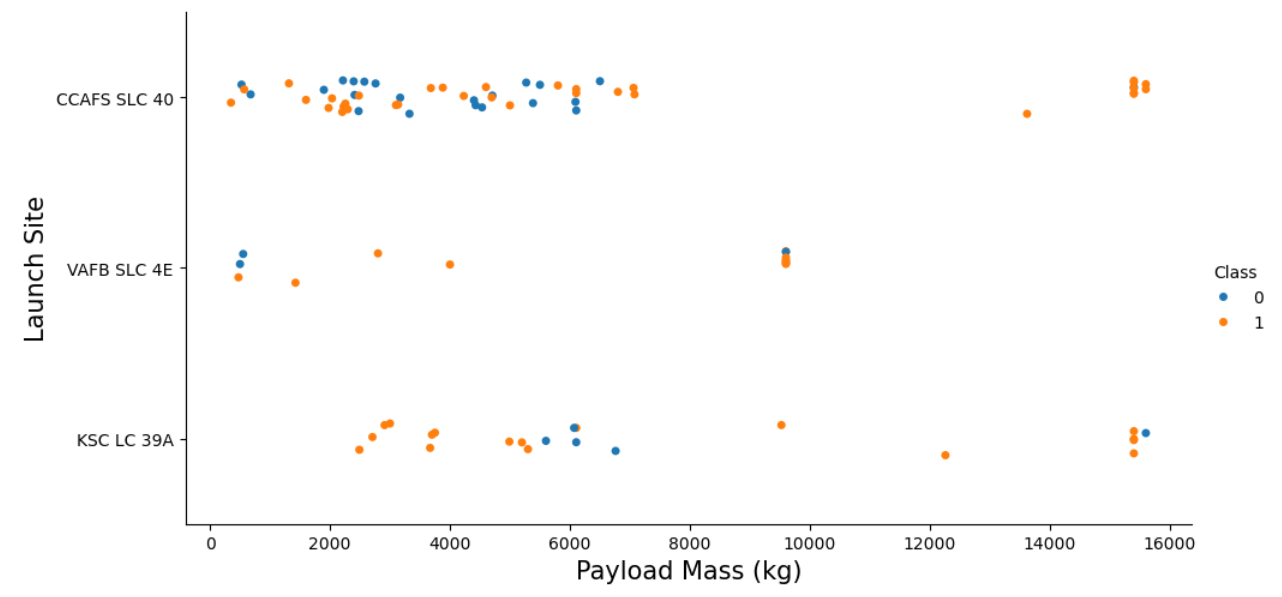 Launch Site
CCAFS SLC 40
VAFB SLC 4E
KSC LC 39A
0 2000 4000 6000 8000 10000 12000 14000 16000
Payload Mass (kg)
Class
0
1